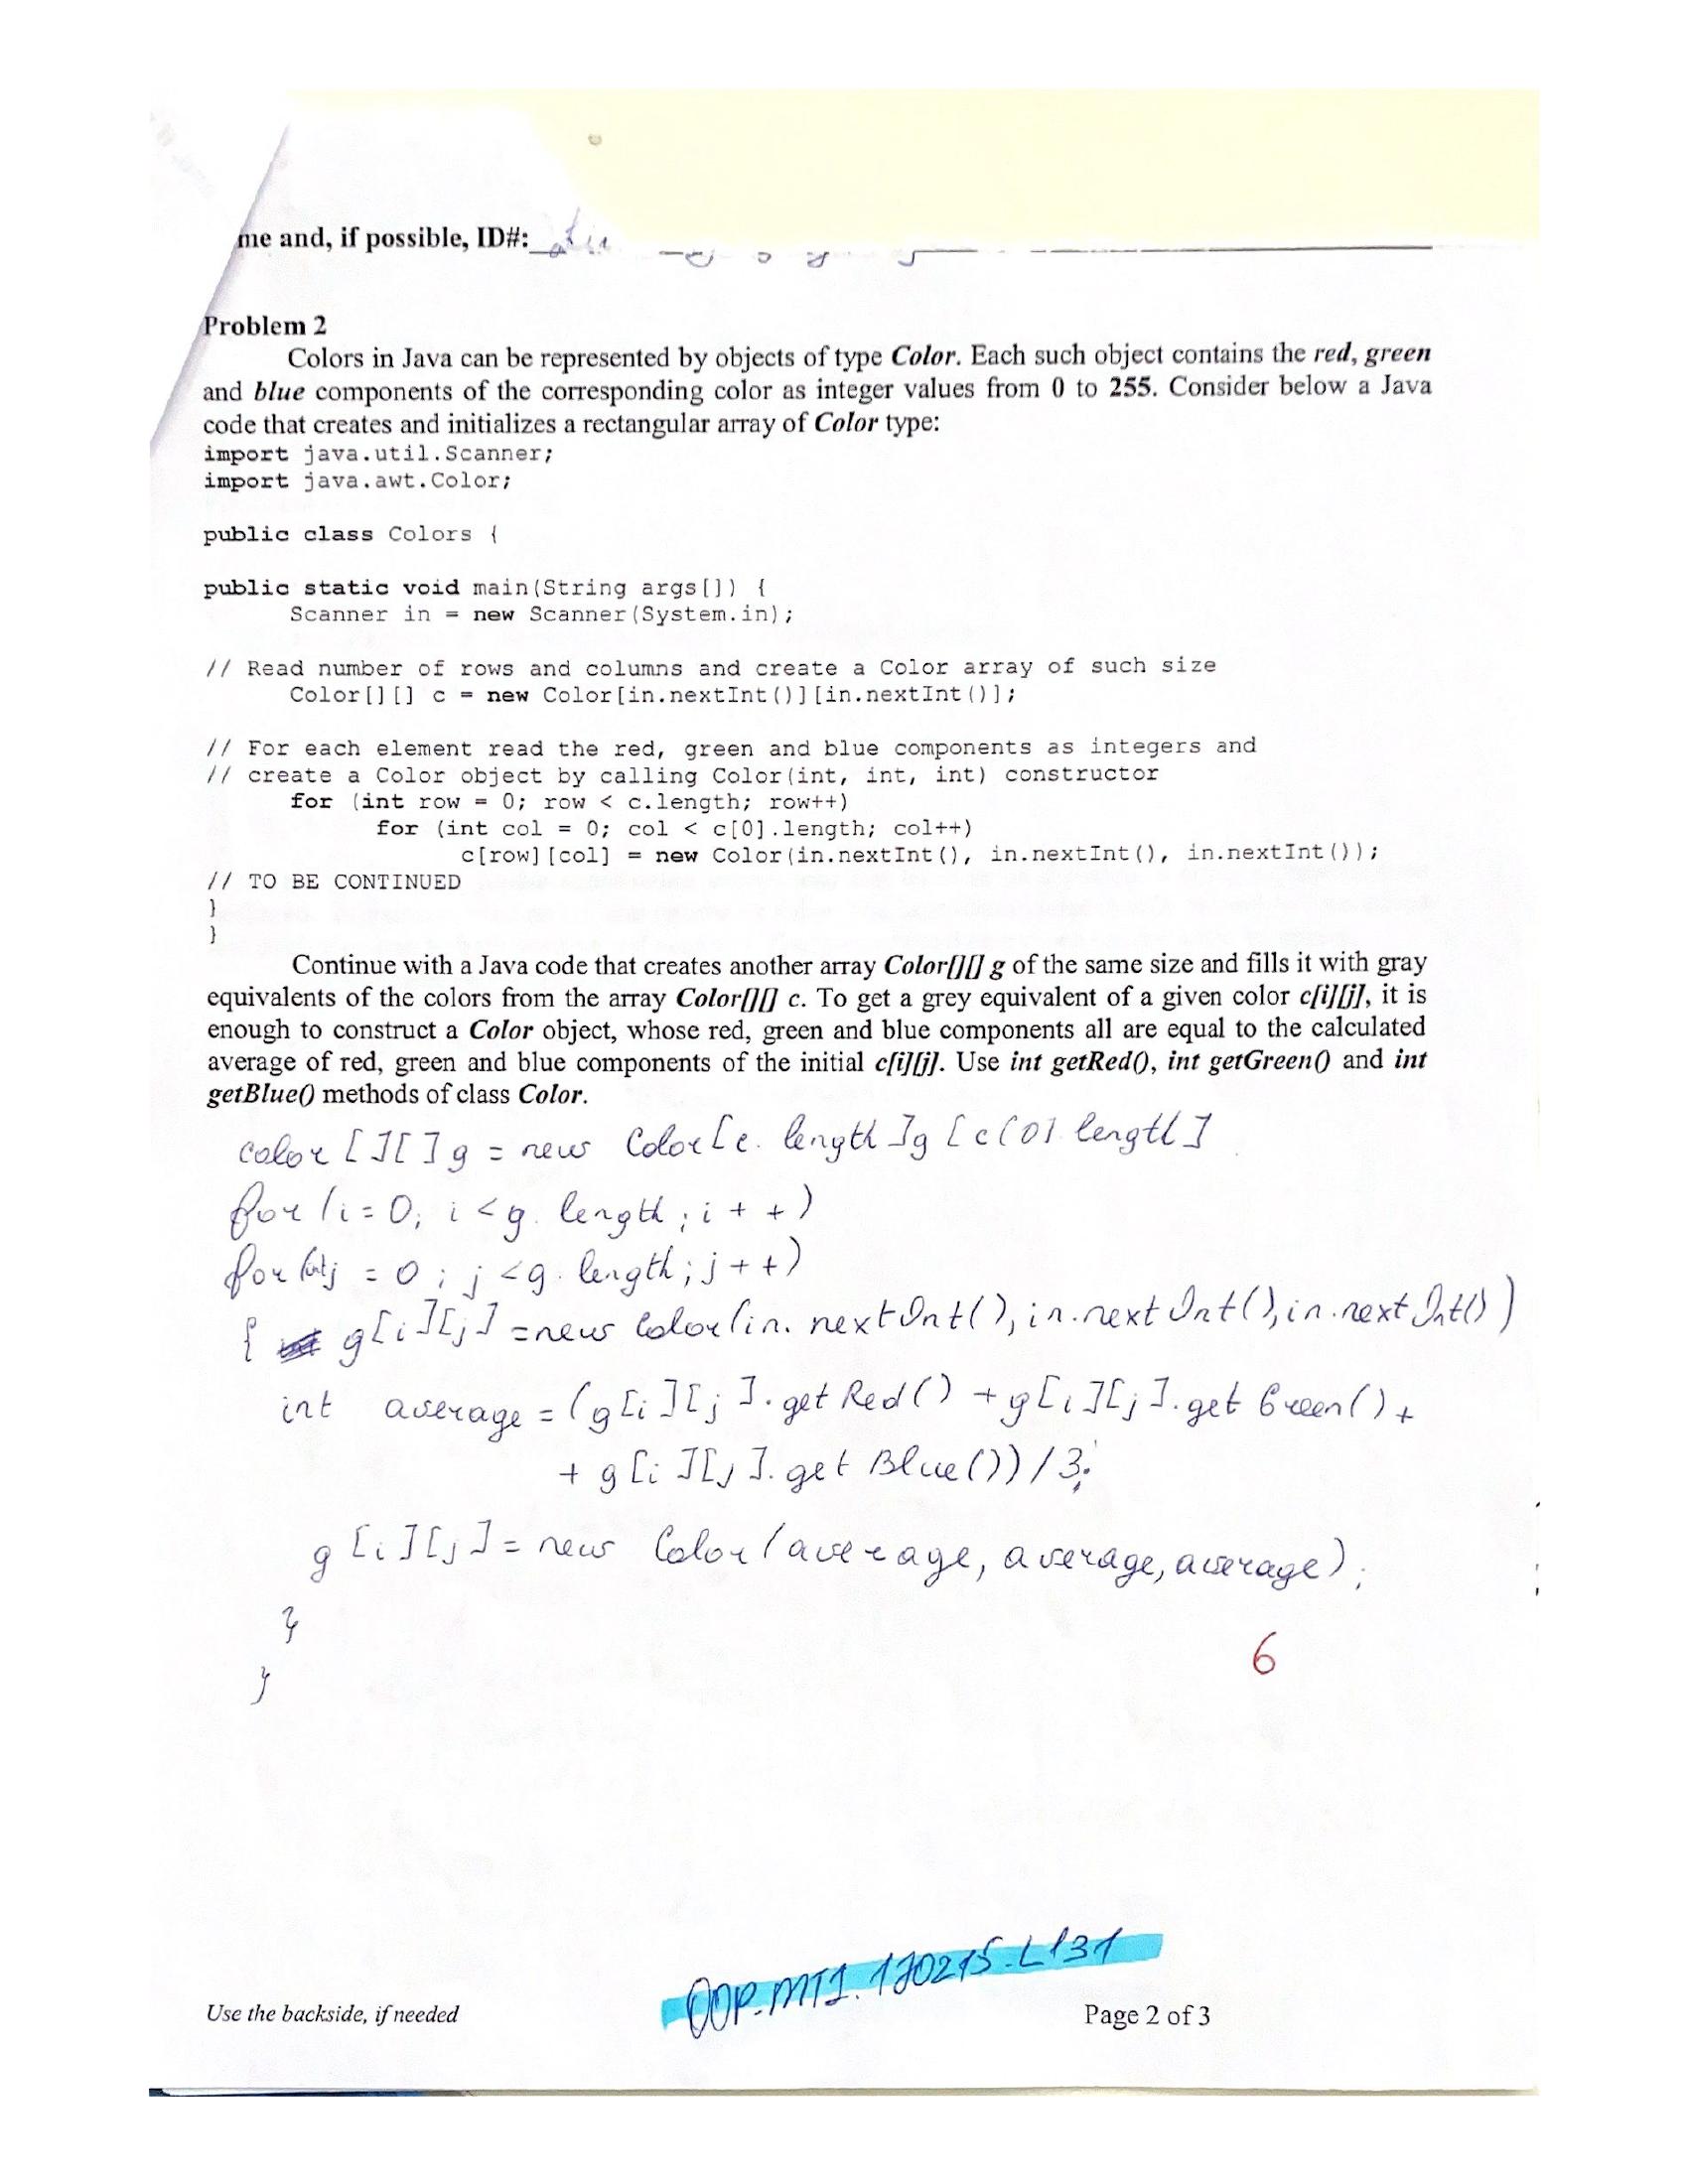 me and, if possible, ID#:
Problem 2
Colors in Java can be represented by objects of type Color. Each such object contains the red, green
and blue components of the corresponding color as integer values from 0 to 255. Consider below a Java
code that creates and initializes a rectangular array of Color type:
import java.util.Scanner;
import java.awt.Color;
public class Colors {
public static void main(String args[]) {
Scanner in = new Scanner(System.in);
// Read number of rows and columns and create a Color array of such size
Color[][] c = new Color[in.nextInt()][in.nextInt()];
// For each element read the red, green and blue components as integers and
// create a Color object by calling Color(int, int, int) constructor
for (int row = 0; row < c.length; row++)
for (int col = 0; col < c[0].length; col++)
c[row][col] = new Color(in.nextInt(), in.nextInt(), in.nextInt());
// TO BE CONTINUED
}
}
Continue with a Java code that creates another array Color[][] g of the same size and fills it with gray
equivalents of the colors from the array Color[][] c. To get a grey equivalent of a given color c[i][j], it is
enough to construct a Color object, whose red, green and blue components all are equal to the calculated
average of red, green and blue components of the initial c[i][j]. Use int getRed(), int getGreen() and int
getBlue() methods of class Color.
color [][] g = new Color[c.length]g [c[0].length]
for (i = 0; i < g.length; i++)
for (int j = 0; j < g.length; j++)
{ g[i][j] = new Color(in.nextInt(), in.nextInt(), in.nextInt())
int average = (g[i][j].getRed() + g[i][j].getGreen() +
+ g[i][j].getBlue())/3;
g[i][j] = new Color(average, average, average);
}
}
6
OOP.MT1.170215.L131
Use the backside, if needed
Page 2 of 3